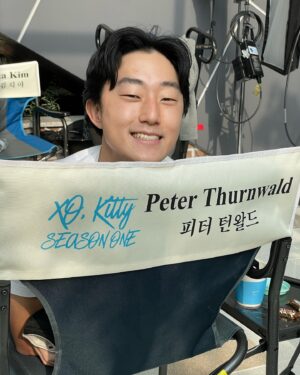 a Kim
XO, Kitty
SEASON ONE
Peter Thurnwald
피터 턴왈드